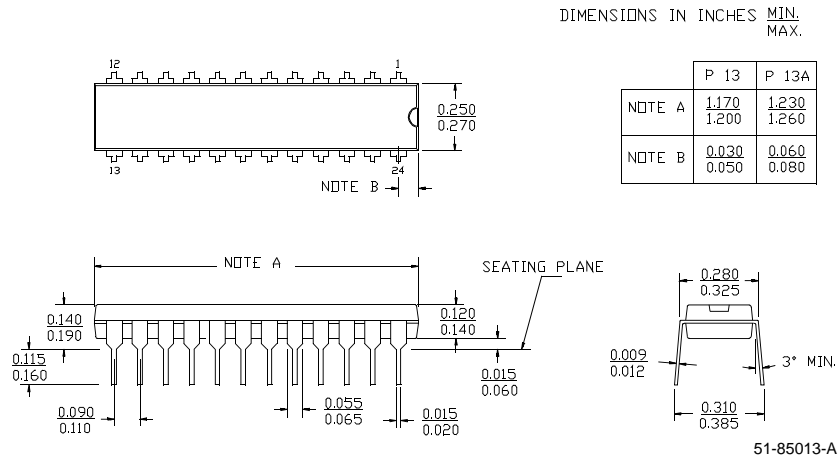 DIMENSIONS IN INCHES MIN.
MAX.
P 13 P 13A
NOTE A 1.170 1.230
1.200 1.260
NOTE B 0.030 0.060
0.050 0.080
12 1
0.250
0.270
13 24
NOTE B
NOTE A
SEATING PLANE
0.140
0.190
0.120
0.140
0.115
0.160
0.015
0.060
0.090
0.110
0.055
0.065
0.015
0.020
0.280
0.325
0.009
0.012
3° MIN.
0.310
0.385
51-85013-A